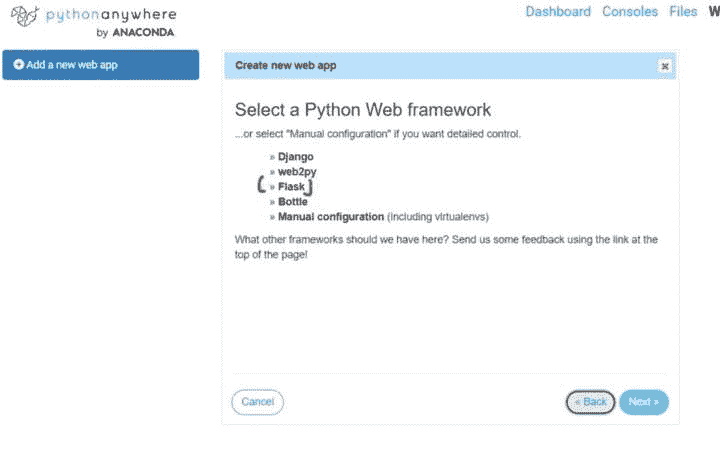 pythonanywhere
by ANACONDA
Dashboard Consoles Files W
Add a new web app
Create new web app
Select a Python Web framework
...or select "Manual configuration" if you want detailed control.
» Django
» web2py
» Flask
» Bottle
» Manual configuration (including virtualenvs)
What other frameworks should we have here? Send us some feedback using the link at the
top of the page!
Cancel
« Back
Next »